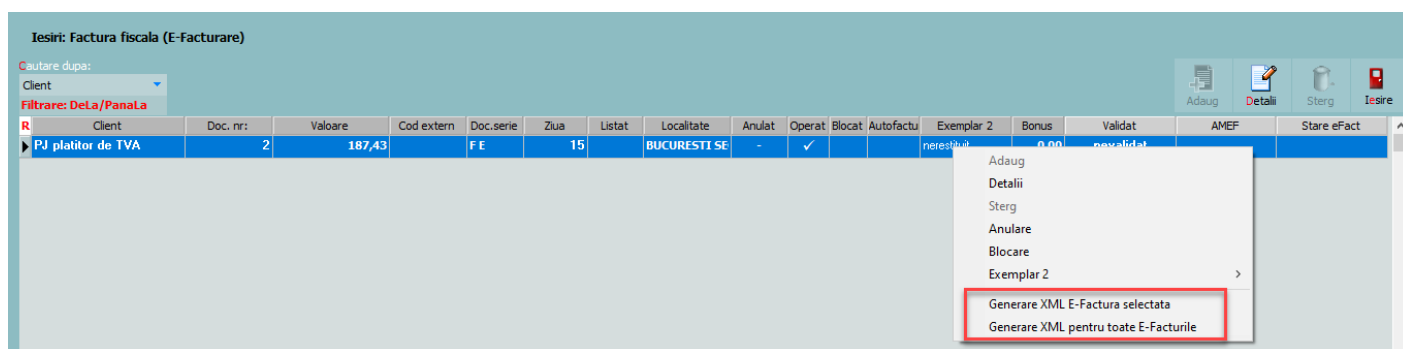 Iesiri: Factura fiscala (E-Facturare)
Cautare dupa:
Client
Filtrare: DeLa/PanaLa
Adaug Detalii Sterg Iesire
R Client Doc. nr: Valoare Cod extern Doc.serie Ziua Listat Localitate Anulat Operat Blocat Autofactu Exemplar 2 Bonus Validat AMEF Stare eFact
PJ platitor de TVA 2 187,43 F E 15 BUCURESTI SE - ✓ nerestituit 0,00 nevalidat
Adaug
Detalii
Sterg
Anulare
Blocare
Exemplar 2 >
Generare XML E-Factura selectata
Generare XML pentru toate E-Facturile